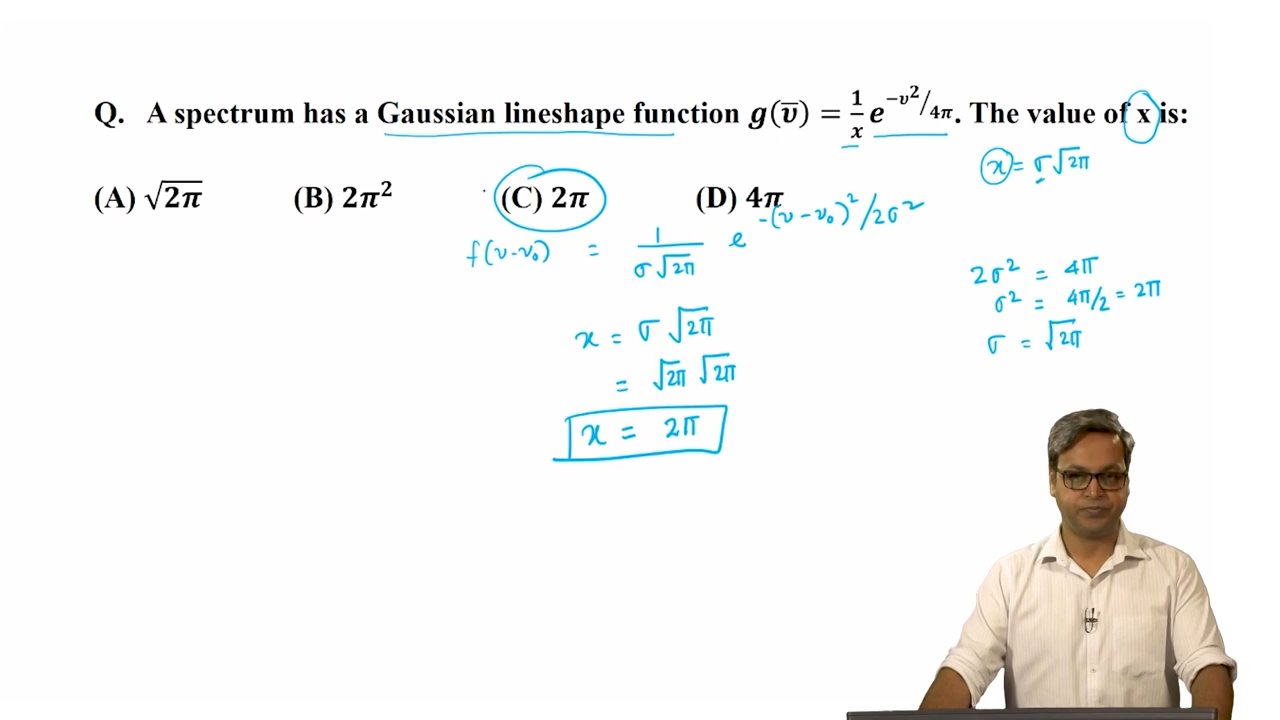 Q. A spectrum has a Gaussian lineshape function g(ῡ) = 1/x e^(−υ²/4π). The value of x is:
x = σ√2π
(A) √2π (B) 2π² (C) 2π (D) 4π
f(ν-ν₀) = 1/(σ√2π) e^(-(ν-ν₀)²/2σ²)
2σ² = 4π
σ² = 4π/2 = 2π
σ = √2π
x = σ √2π
= √2π √2π
x = 2π